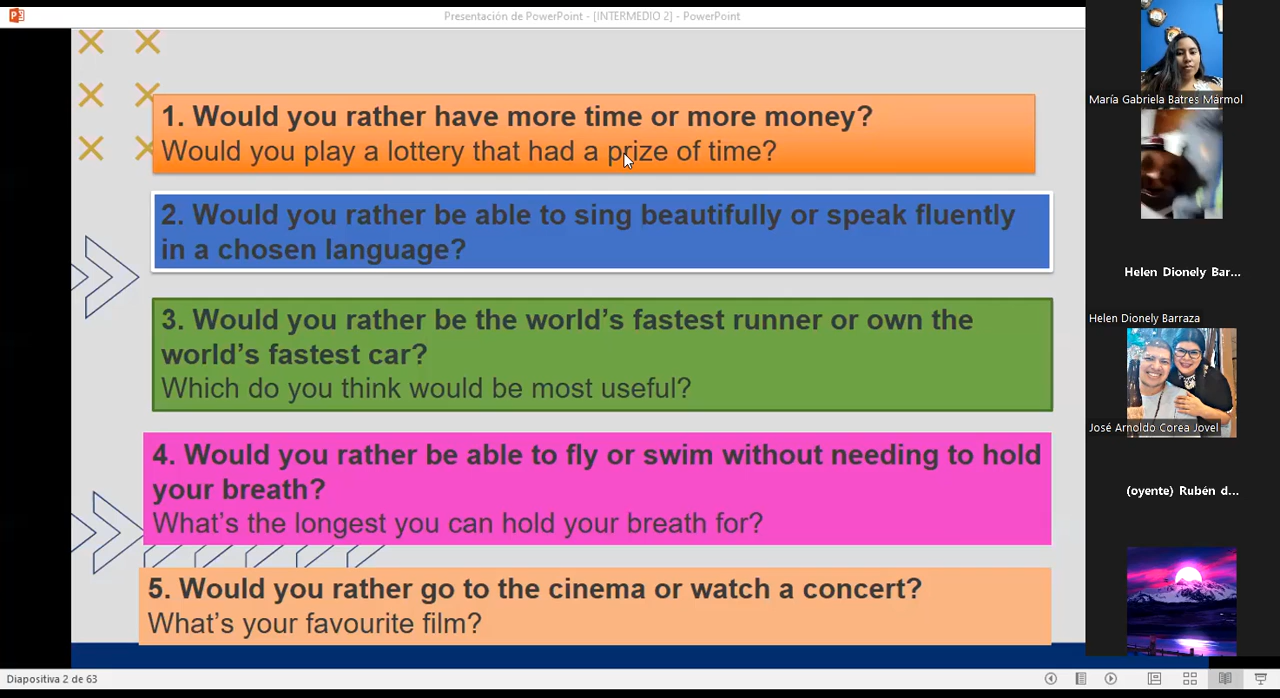 Presentación de PowerPoint - [INTERMEDIO 2] - PowerPoint
1. Would you rather have more time or more money?
Would you play a lottery that had a prize of time?
2. Would you rather be able to sing beautifully or speak fluently
in a chosen language?
3. Would you rather be the world’s fastest runner or own the
world’s fastest car?
Which do you think would be most useful?
4. Would you rather be able to fly or swim without needing to hold
your breath?
What’s the longest you can hold your breath for?
5. Would you rather go to the cinema or watch a concert?
What’s your favourite film?
María Gabriela Batres Mármol
Helen Dionely Bar...
Helen Dionely Barraza
José Arnoldo Corea Jovel
(oyente) Rubén d...
Diapositiva 2 de 63